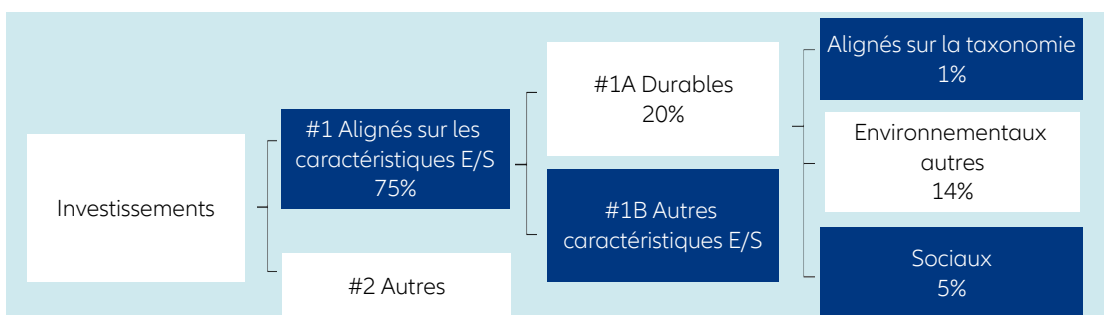 Investissements
#1 Alignés sur les
caractéristiques E/S
75%
#2 Autres
#1A Durables
20%
#1B Autres
caractéristiques E/S
Alignés sur la taxonomie
1%
Environnementaux
autres
14%
Sociaux
5%